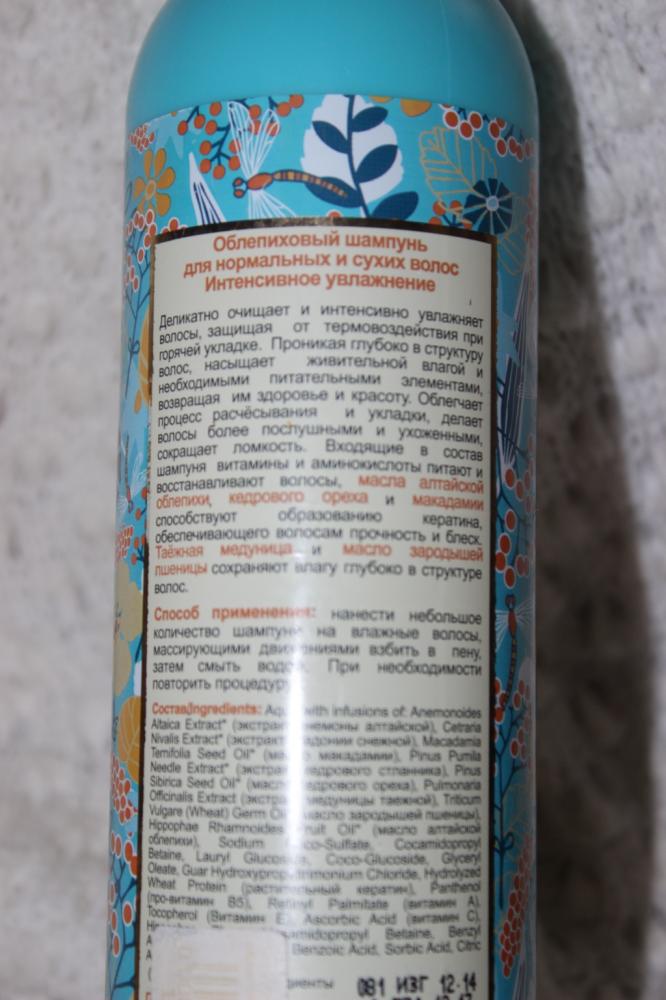 Облепиховый шампунь
для нормальных и сухих волос
Интенсивное увлажнение
Деликатно очищает и интенсивно увлажняет
волосы, защищая от термовоздействия при
горячей укладке. Проникая глубоко в структуру
волос, насыщает живительной влагой и
необходимыми питательными элементами,
возвращая им здоровье и красоту. Облегчает
процесс расчёсывания и укладки, делает
волосы более послушными и ухоженными,
сокращает ломкость. Входящие в состав
шампуня витамины и аминокислоты питают и
восстанавливают волосы, масла алтайской
облепихи, кедрового ореха и макадамии
способствуют образованию кератина,
обеспечивающего волосам прочность и блеск.
Таёжная медуница и масло зародышей
пшеницы сохраняют влагу глубоко в структуре
волос.
Способ применения: нанести небольшое
количество шампуня на влажные волосы,
массирующими движениями взбить в пену,
затем смыть водой. При необходимости
повторить процедуру
Состав/Ingredients: with infusions of: Anemonoides
Altaica Extract* (экстракт анемоны алтайской), Cetraria
Nivalis Extract* (экстракт снежной), Macadamia
Ternifolia Seed Oil* (масло макадамии), Pinus Pumila
Needle Extract* (экстракт кедрового стланника), Pinus
Sibirica Seed Oil* (масло кедрового ореха), Pulmonaria
Officinalis Extract (экстракт медуницы таежной), Triticum
Vulgare (Wheat) Germ (масло зародышей пшеницы),
Hippophae Rhamnoides Fruit Oil* (масло алтайской
облепихи), Sodium Coco-Sulfate, Cocamidopropyl
Betaine, Lauryl Glucoside, Coco-Glucoside, Glyceryl
Oleate, Guar Hydroxypropyltrimonium Chloride, Hydrolyzed
Wheat Protein (растительный кератин), Panthenol
(про-витамин B5), Retinyl Palmitate (витамин A),
Tocopherol (Витамин E), Ascorbic Acid (витамин C),
Betaine, Benzyl
Benzoic Acid, Sorbic Acid, Citric
081 ИЗГ 12.14